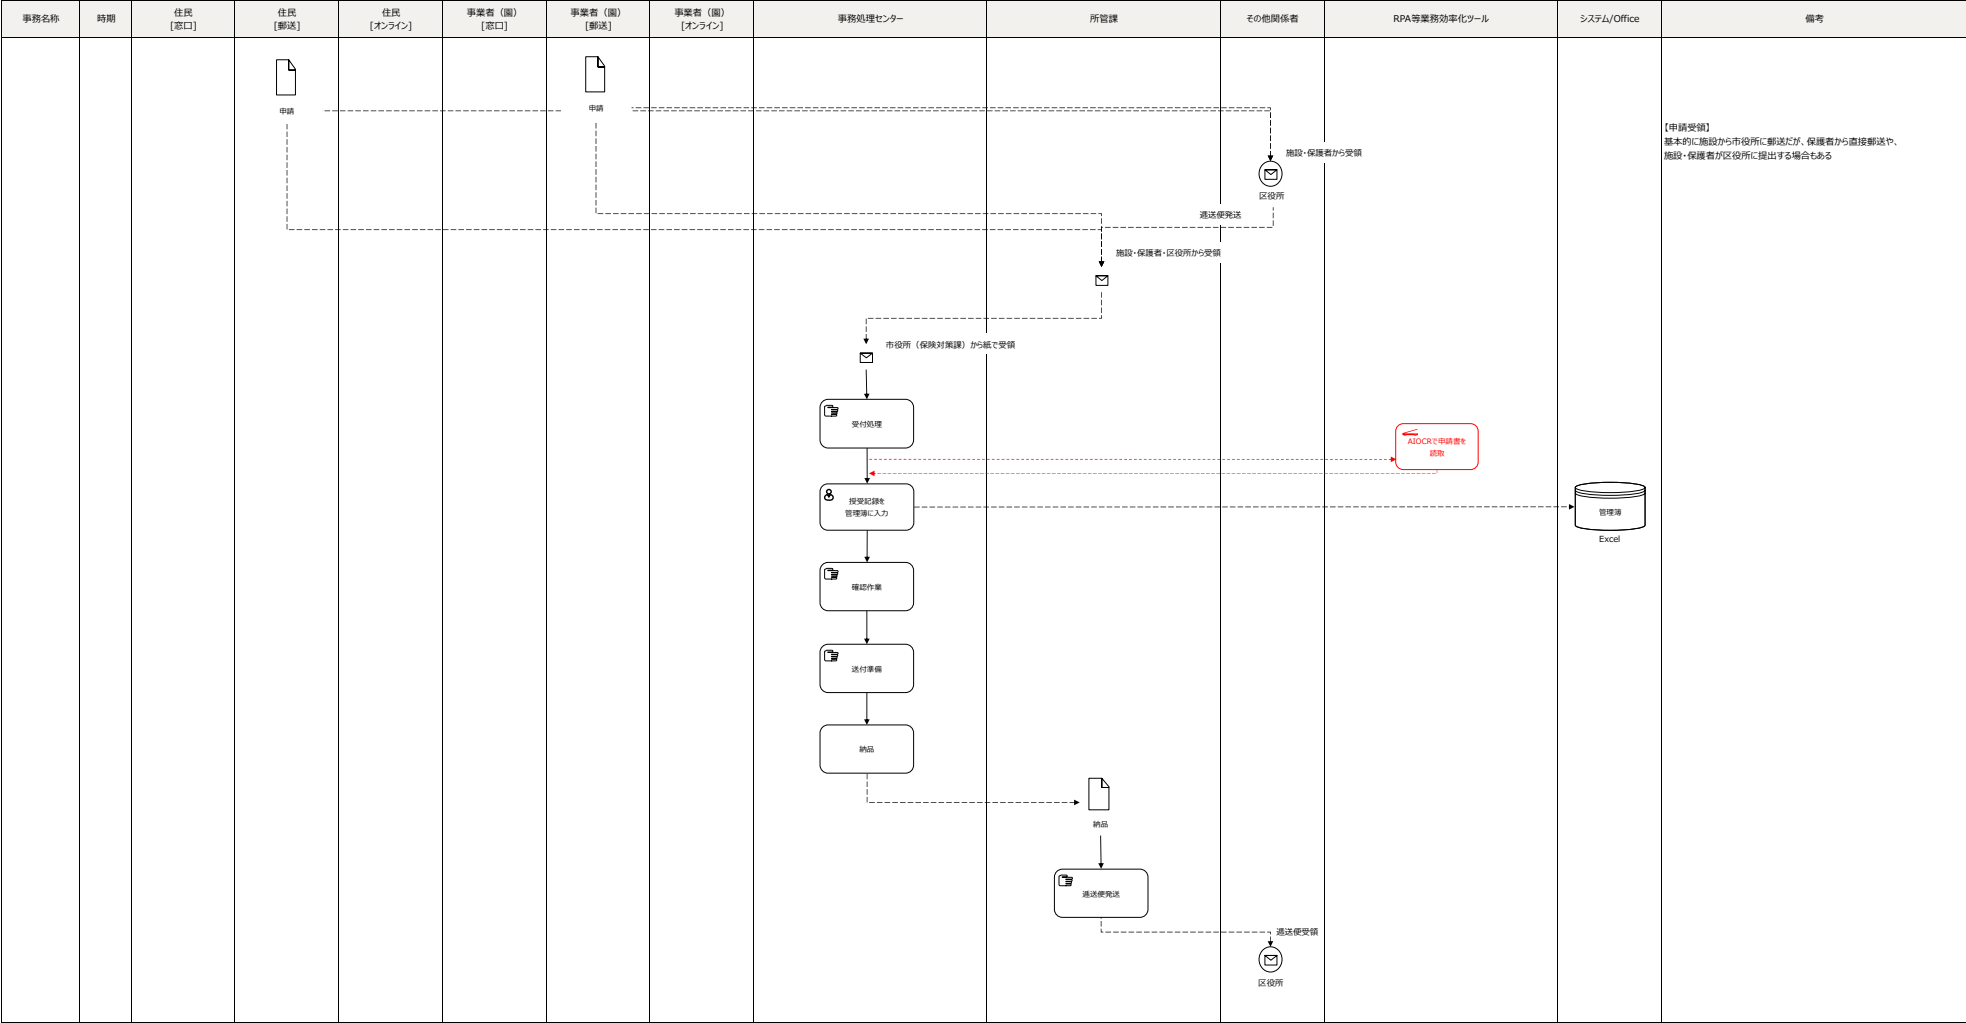 事務名称
時期
住民
[窓口]
住民
[郵送]
住民
[オンライン]
事業者（園）
[窓口]
事業者（園）
[郵送]
事業者（園）
[オンライン]
事務処理センター
所管課
その他関係者
RPA等業務効率化ツール
システム/Office
備考
申請
申請
【申請受領】
基本的に施設から市役所に郵送だが、保護者から直接郵送や、
施設・保護者が区役所に提出する場合もある
施設・保護者から受領
区役所
逓送便発送
施設・保護者・区役所から受領
市役所（保険対策課）から紙で受領
受付処理
AIOCRで申請書を
読取
授受記録を
管理簿に入力
管理簿
Excel
確認作業
送付準備
納品
納品
逓送便発送
逓送便受領
区役所